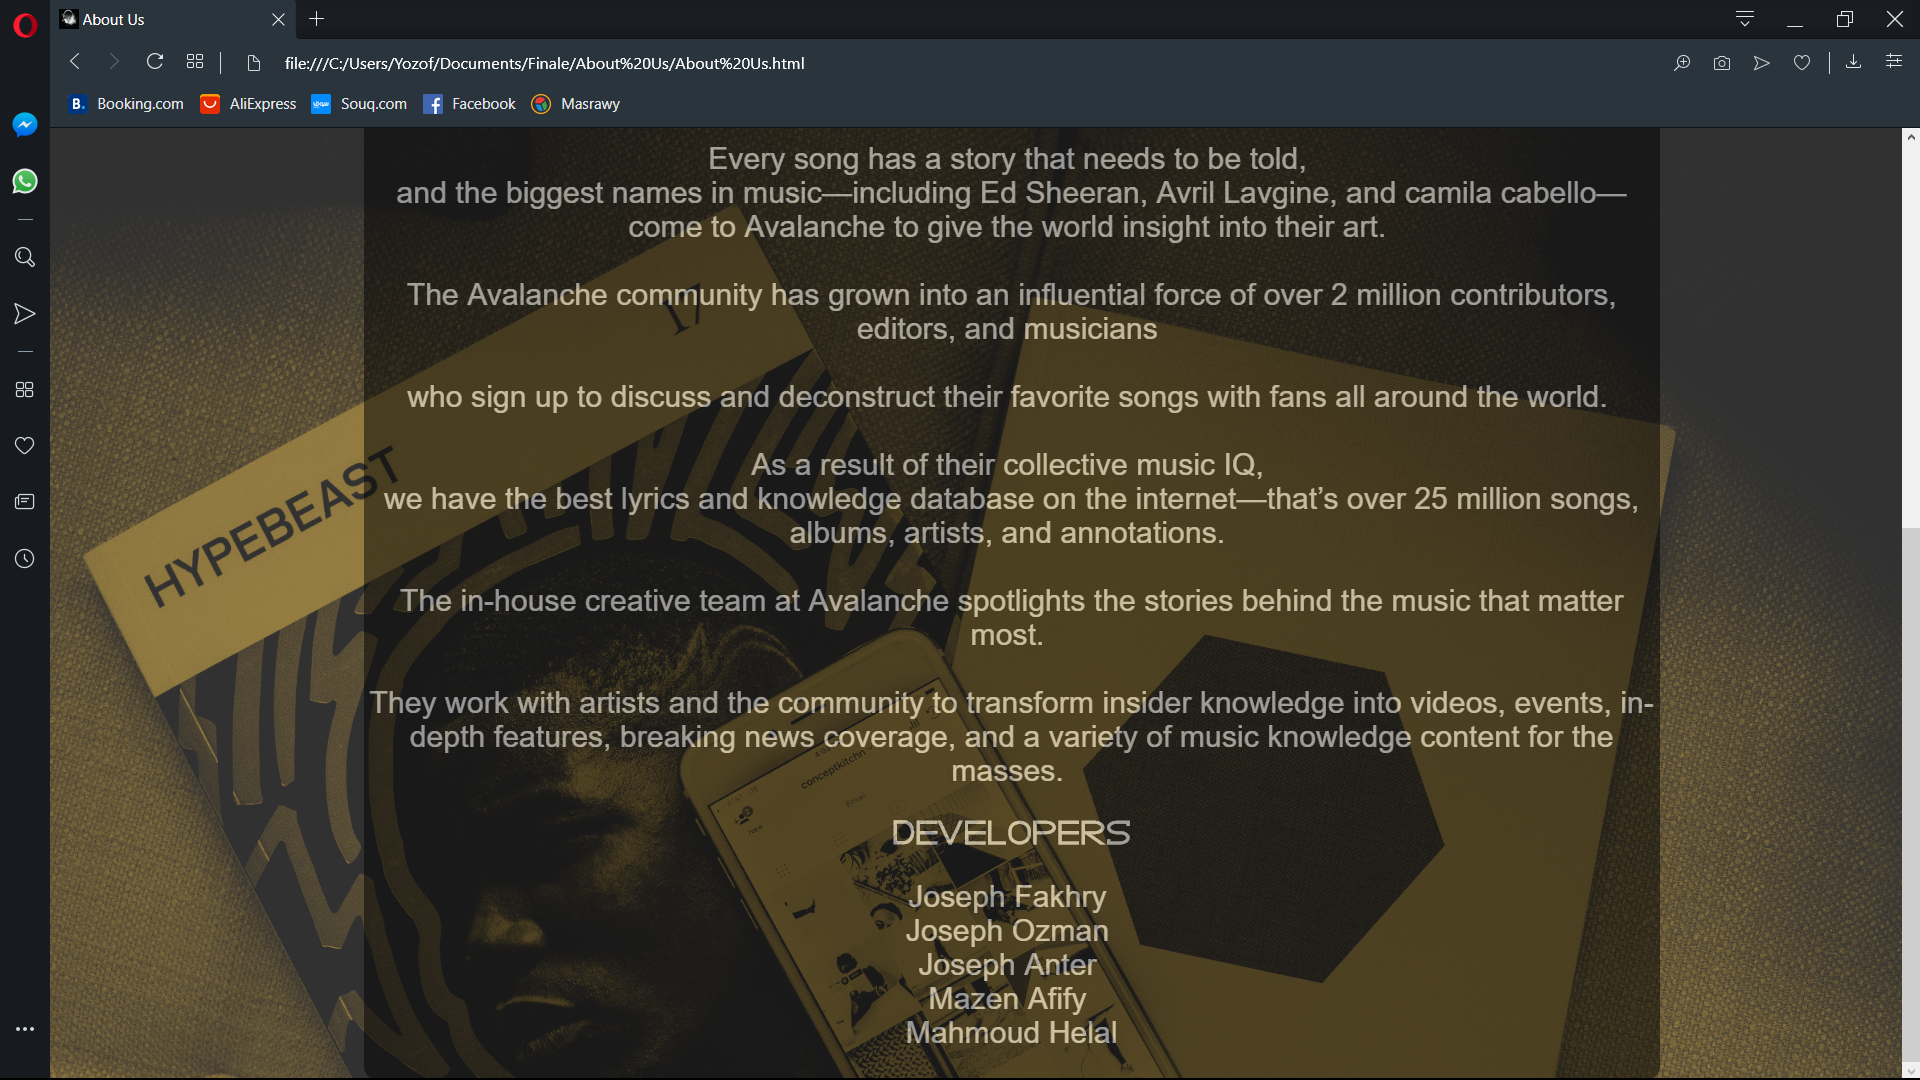 About Us
file:///C:/Users/Yozof/Documents/Finale/About%20Us/About%20Us.html
B. Booking.com AliExpress Souq.com Facebook Masrawy
Every song has a story that needs to be told,
and the biggest names in music—including Ed Sheeran, Avril Lavgine, and camila cabello—
come to Avalanche to give the world insight into their art.
The Avalanche community has grown into an influential force of over 2 million contributors,
editors, and musicians
17
who sign up to discuss and deconstruct their favorite songs with fans all around the world.
As a result of their collective music IQ,
we have the best lyrics and knowledge database on the internet—that’s over 25 million songs,
albums, artists, and annotations.
HYPEBEAST
The in-house creative team at Avalanche spotlights the stories behind the music that matter
most.
They work with artists and the community to transform insider knowledge into videos, events, in-
depth features, breaking news coverage, and a variety of music knowledge content for the
masses.
conceptkitchn
Email
New
DEVELOPERS
Joseph Fakhry
Joseph Ozman
Joseph Anter
Mazen Afify
Mahmoud Helal